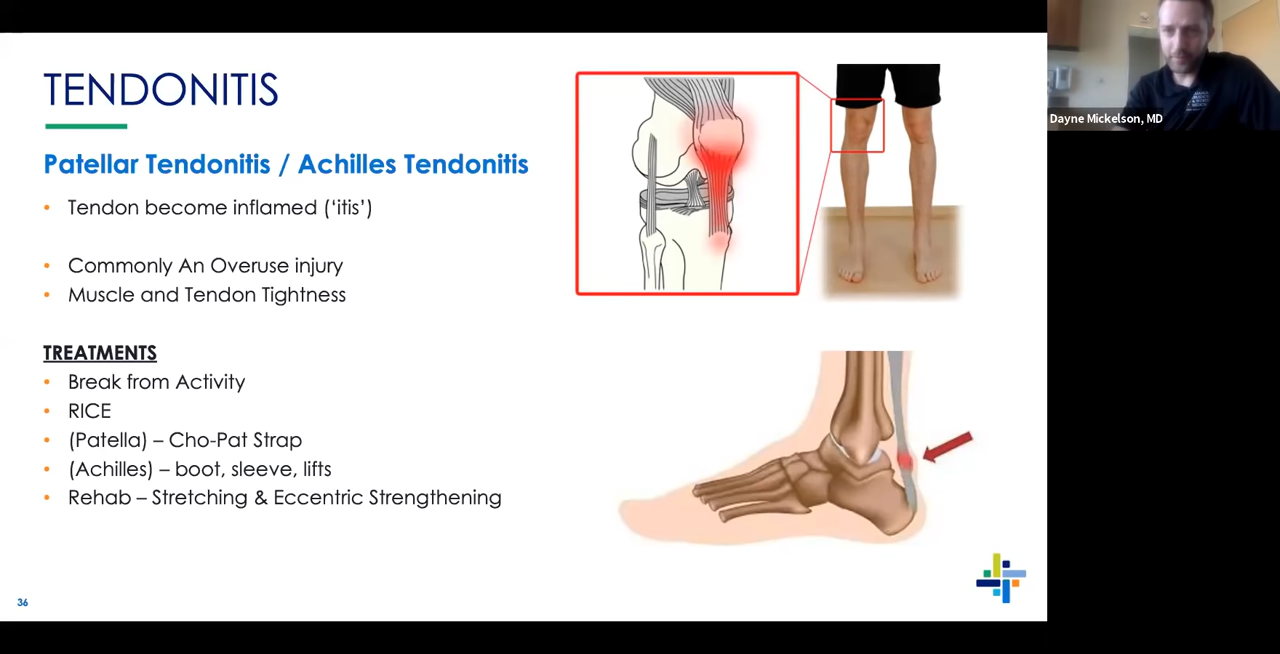 TENDONITIS
Patellar Tendonitis / Achilles Tendonitis
• Tendon become inflamed (‘itis’)
• Commonly An Overuse injury
• Muscle and Tendon Tightness
TREATMENTS
• Break from Activity
• RICE
• (Patella) – Cho-Pat Strap
• (Achilles) – boot, sleeve, lifts
• Rehab – Stretching & Eccentric Strengthening
36
Dayne Mickelson, MD